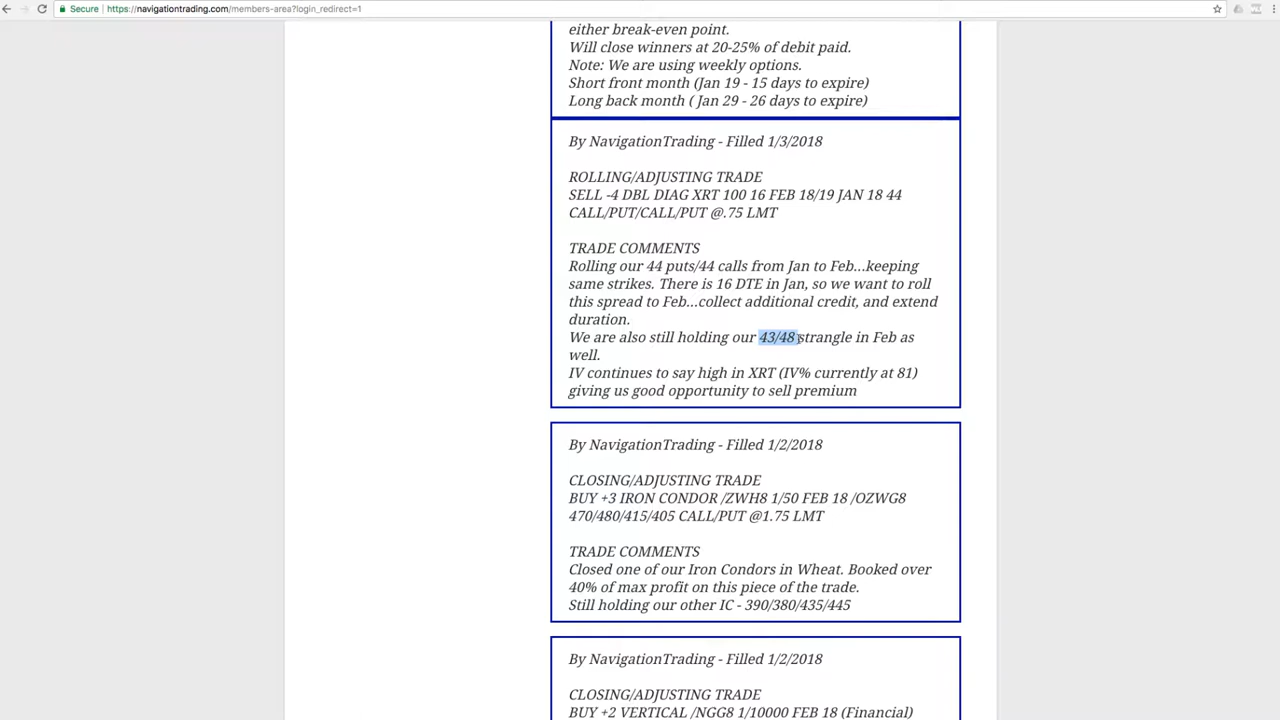 Secure
https://navigationtrading.com/members-area?login_redirect=1
either break-even point.
Will close winners at 20-25% of debit paid.
Note: We are using weekly options.
Short front month (Jan 19 - 15 days to expire)
Long back month ( Jan 29 - 26 days to expire)
By NavigationTrading - Filled 1/3/2018
ROLLING/ADJUSTING TRADE
SELL -4 DBL DIAG XRT 100 16 FEB 18/19 JAN 18 44
CALL/PUT/CALL/PUT @.75 LMT
TRADE COMMENTS
Rolling our 44 puts/44 calls from Jan to Feb...keeping
same strikes. There is 16 DTE in Jan, so we want to roll
this spread to Feb...collect additional credit, and extend
duration.
We are also still holding our 43/48 strangle in Feb as
well.
IV continues to say high in XRT (IV% currently at 81)
giving us good opportunity to sell premium
By NavigationTrading - Filled 1/2/2018
CLOSING/ADJUSTING TRADE
BUY +3 IRON CONDOR /ZWH8 1/50 FEB 18 /OZWG8
470/480/415/405 CALL/PUT @1.75 LMT
TRADE COMMENTS
Closed one of our Iron Condors in Wheat. Booked over
40% of max profit on this piece of the trade.
Still holding our other IC - 390/380/435/445
By NavigationTrading - Filled 1/2/2018
CLOSING/ADJUSTING TRADE
BUY +2 VERTICAL /NGG8 1/10000 FEB 18 (Financial)